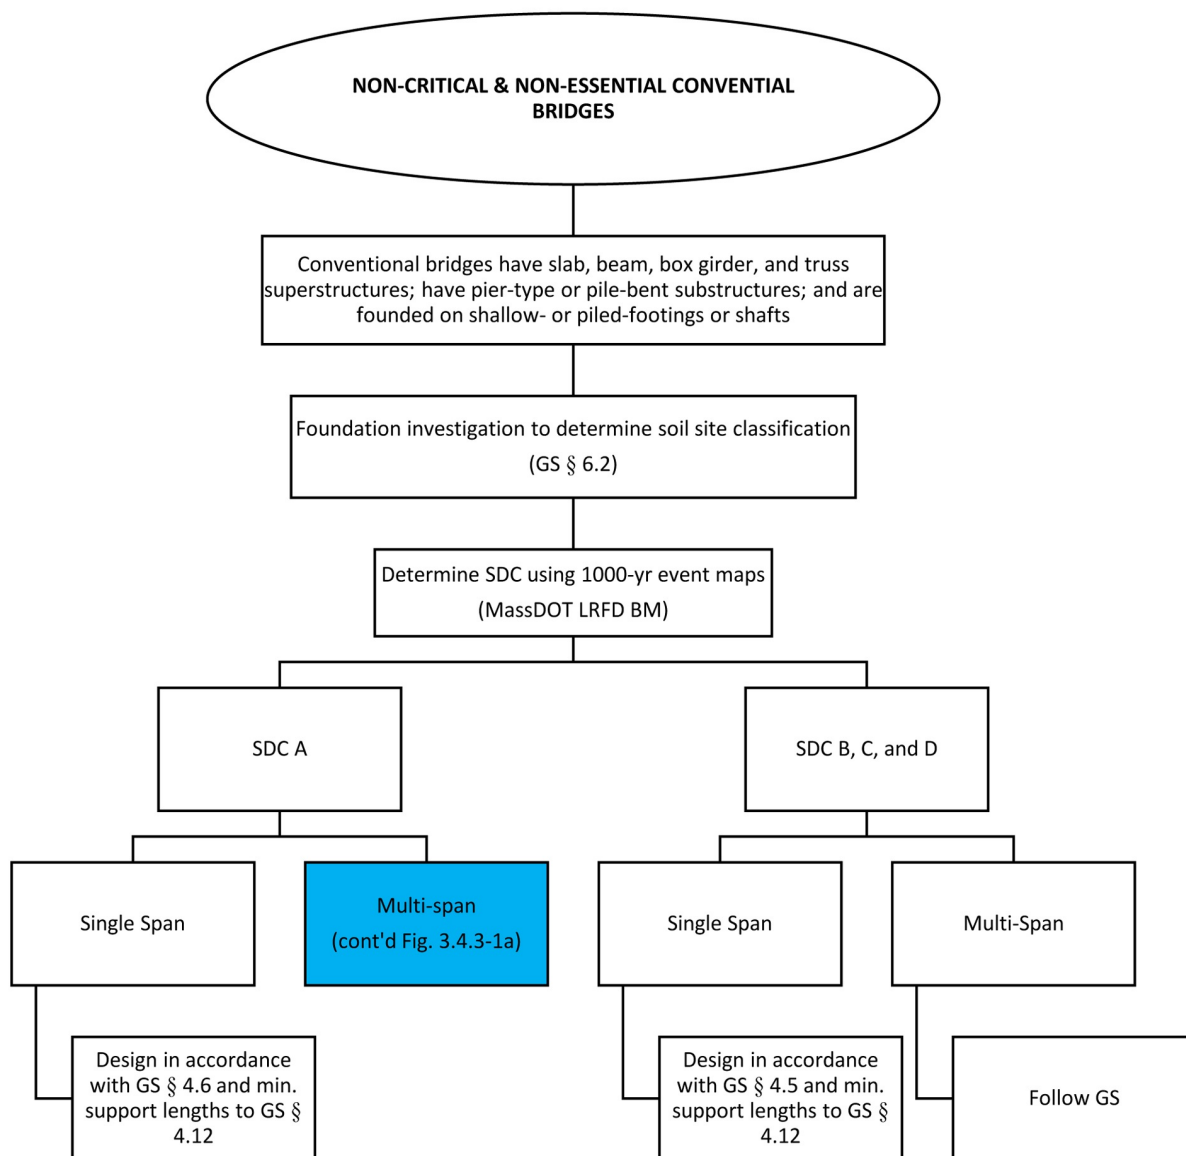 NON-CRITICAL & NON-ESSENTIAL CONVENTIAL
BRIDGES
Conventional bridges have slab, beam, box girder, and truss
superstructures; have pier-type or pile-bent substructures; and are
founded on shallow- or piled-footings or shafts
Foundation investigation to determine soil site classification
(GS § 6.2)
Determine SDC using 1000-yr event maps
(MassDOT LRFD BM)
SDC A
SDC B, C, and D
Single Span
Multi-span
(cont'd Fig. 3.4.3-1a)
Single Span
Multi-Span
Design in accordance
with GS § 4.6 and min.
support lengths to GS §
4.12
Design in accordance
with GS § 4.5 and min.
support lengths to GS §
4.12
Follow GS